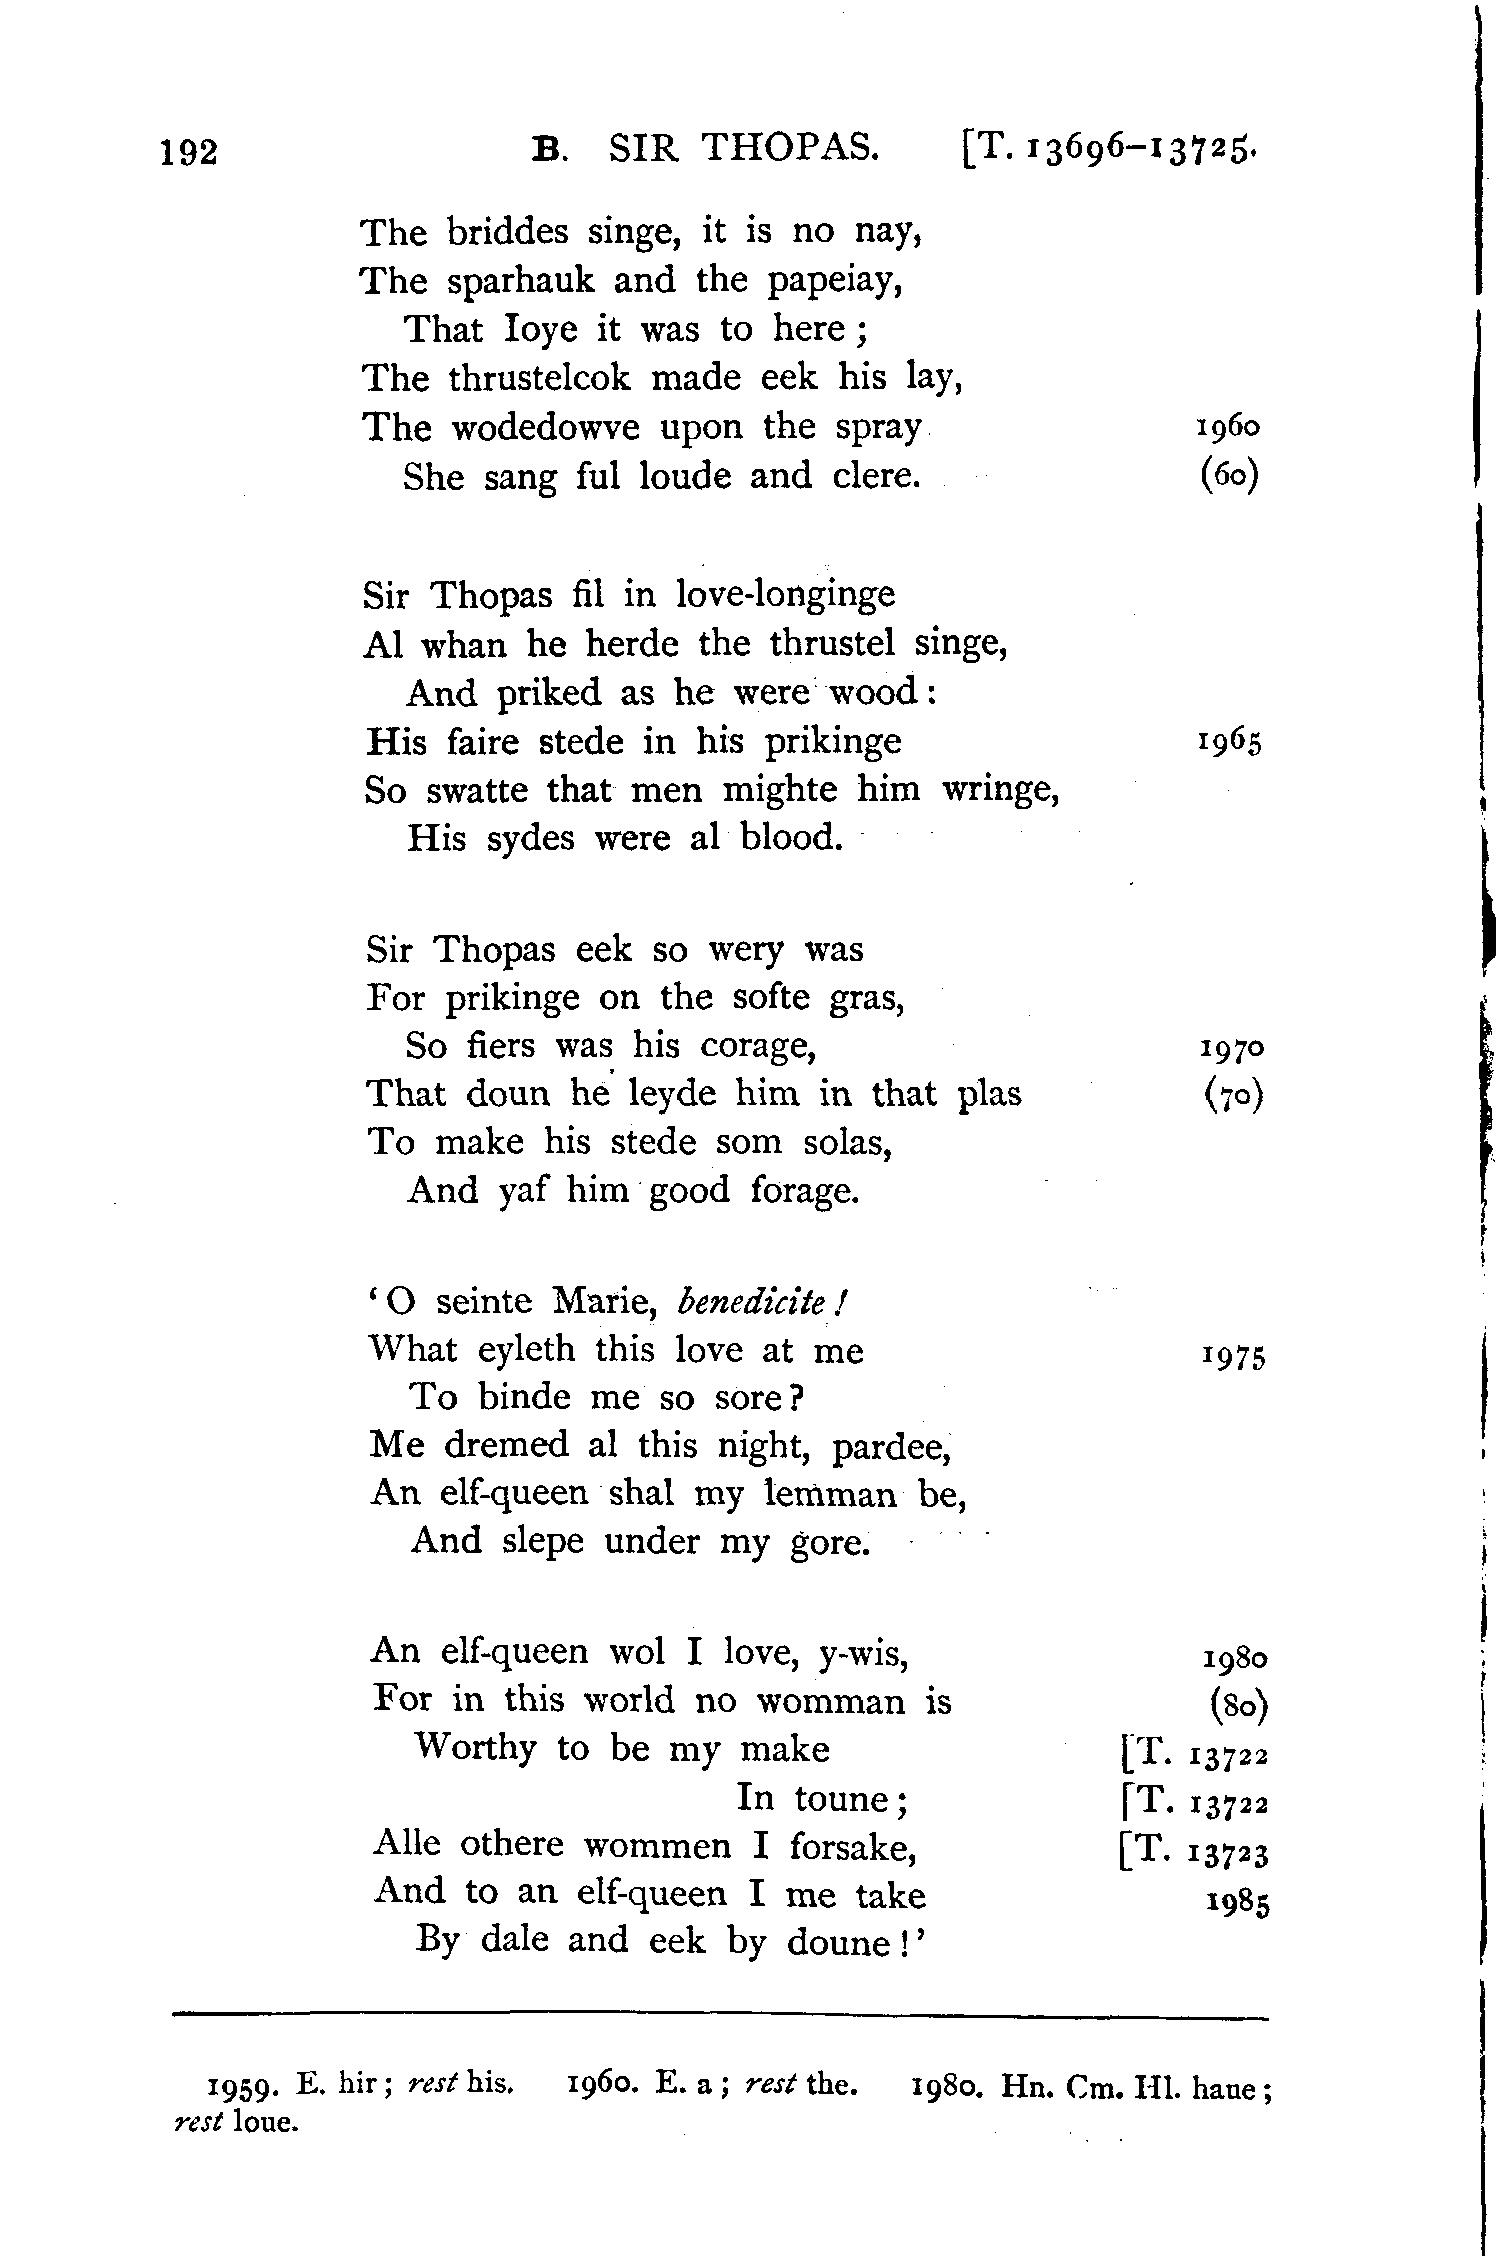 192 B. SIR THOPAS. [T. 13696–13725.
The briddes singe, it is no nay,
The sparhauk and the papeiay,
That Ioye it was to here ;
The thrustelcok made eek his lay,
The wodedowve upon the spray 1960
She sang ful loude and clere. (60)
Sir Thopas fil in love-longinge
Al whan he herde the thrustel singe,
And priked as he were wood :
His faire stede in his prikinge 1965
So swatte that men mighte him wringe,
His sydes were al blood.
Sir Thopas eek so wery was
For prikinge on the softe gras,
So fiers was his corage, 1970
That doun he leyde him in that plas (70)
To make his stede som solas,
And yaf him good forage.
‘ O seinte Marie, benedicite !
What eyleth this love at me 1975
To binde me so sore ?
Me dremed al this night, pardee,
An elf-queen shal my lemman be,
And slepe under my gore.
An elf-queen wol I love, y-wis, 1980
For in this world no womman is (80)
Worthy to be my make [T. 13722
In toune ; [T. 13722
Alle othere wommen I forsake, [T. 13723
And to an elf-queen I me take 1985
By dale and eek by doune ! ’
1959. E. hir ; rest his. 1960. E. a ; rest the. 1980. Hn. Cm. Hl. haue ;
rest loue.